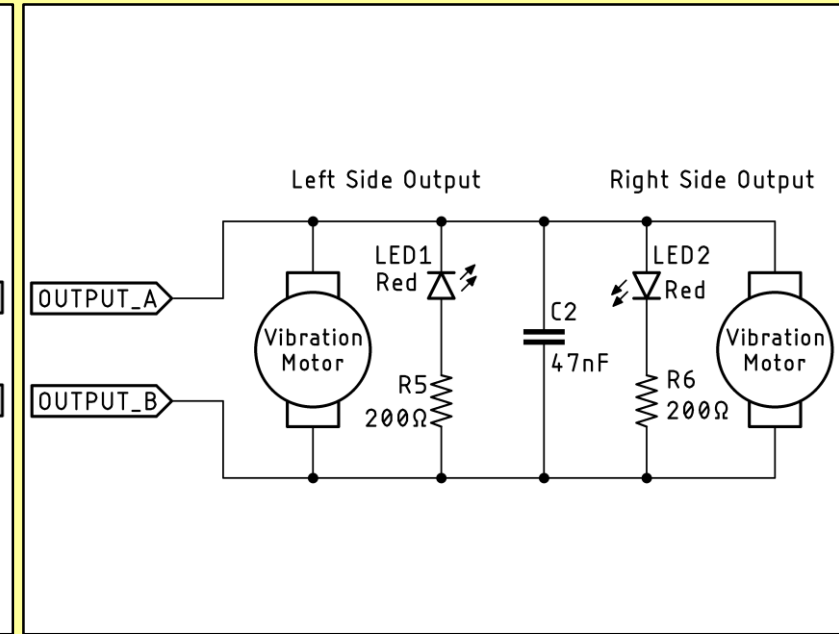 Left Side Output
Right Side Output
LED1
Red
LED2
Red
OUTPUT_A
C2
47nF
Vibration
Motor
Vibration
Motor
R5
200Ω
R6
200Ω
OUTPUT_B